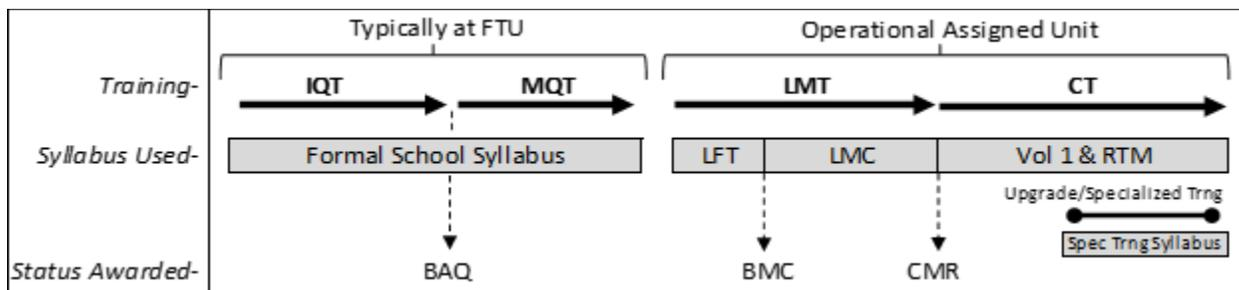 Typically at FTU Operational Assigned Unit
Training- IQT MQT LMT CT
Syllabus Used- Formal School Syllabus LFT LMC Vol 1 & RTM
Upgrade/Specialized Trng
Spec Trng Syllabus
Status Awarded- BAQ BMC CMR